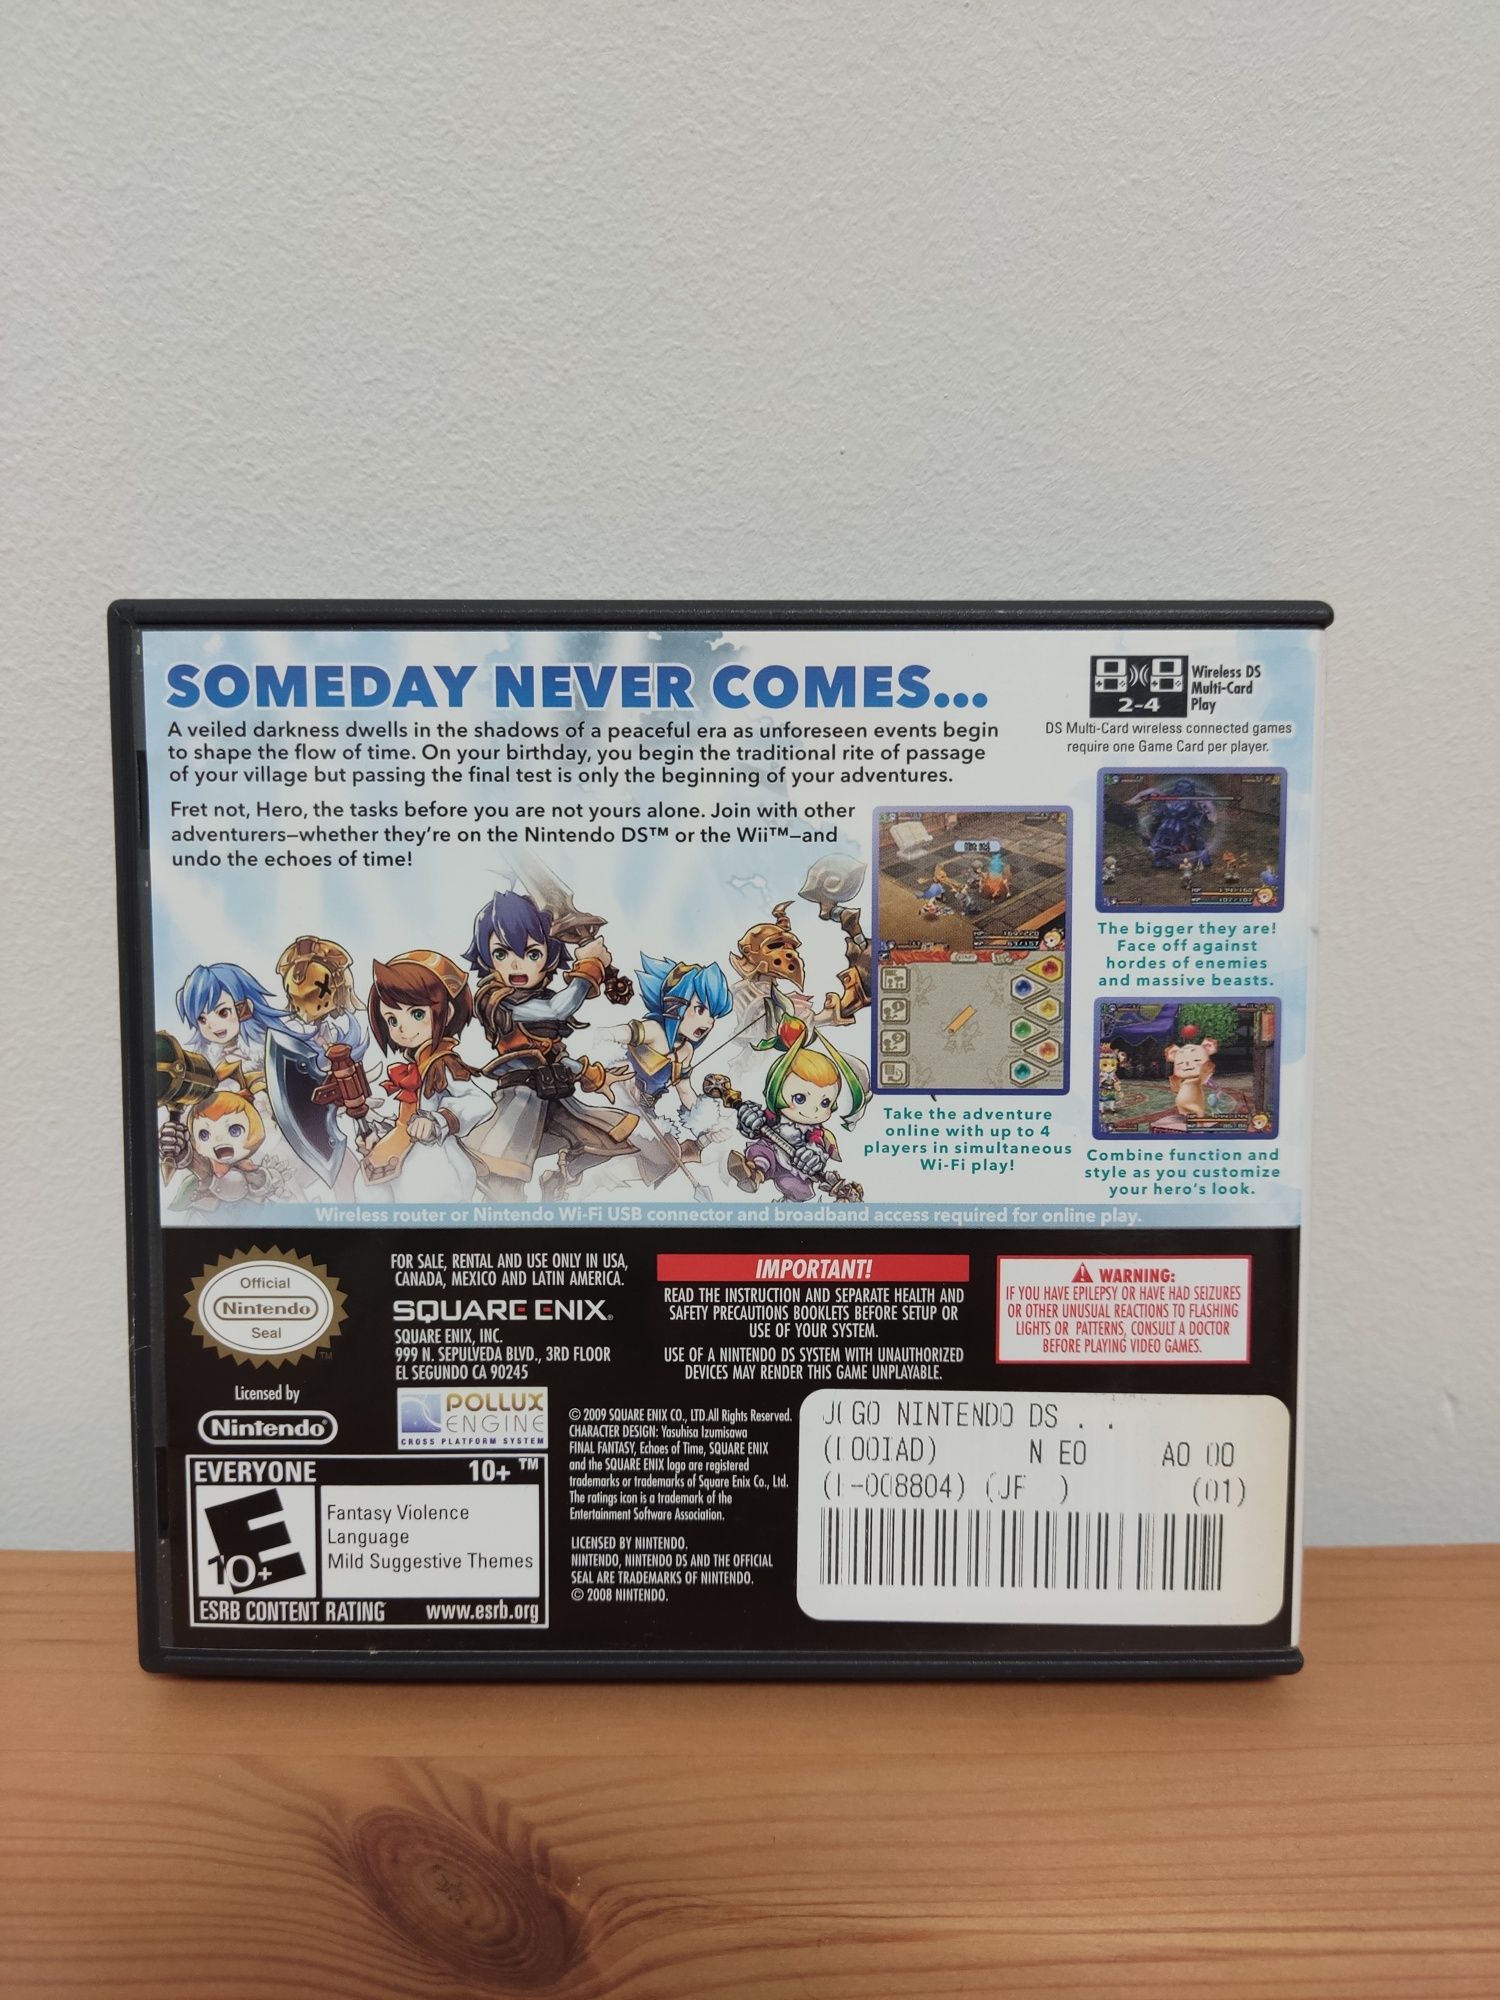 SOMEDAY NEVER COMES...
A veiled darkness dwells in the shadows of a peaceful era as unforeseen events begin
to shape the flow of time. On your birthday, you begin the traditional rite of passage
of your village but passing the final test is only the beginning of your adventures.
Fret not, Hero, the tasks before you are not yours alone. Join with other
adventurers—whether they're on the Nintendo DS™ or the Wii™—and
undo the echoes of time!
2-4
Wireless DS
Multi-Card
Play
DS Multi-Card wireless connected games
require one Game Card per player.
The bigger they are!
Face off against
hordes of enemies
and massive beasts.
Take the adventure
online with up to 4
players in simultaneous
Wi-Fi play!
Combine function and
style as you customize
your hero's look.
Wireless router or Nintendo Wi-Fi USB connector and broadband access required for online play.
Official
Nintendo
Seal
TM
Licensed by
Nintendo®
FOR SALE, RENTAL AND USE ONLY IN USA,
CANADA, MEXICO AND LATIN AMERICA.
SQUARE ENIX®
SQUARE ENIX, INC.
999 N. SEPULVEDA BLVD., 3RD FLOOR
EL SEGUNDO CA 90245
POLLUX
ENGINE
CROSS PLATFORM SYSTEM
IMPORTANT!
READ THE INSTRUCTION AND SEPARATE HEALTH AND
SAFETY PRECAUTIONS BOOKLETS BEFORE SETUP OR
USE OF YOUR SYSTEM.
USE OF A NINTENDO DS SYSTEM WITH UNAUTHORIZED
DEVICES MAY RENDER THIS GAME UNPLAYABLE.
WARNING:
IF YOU HAVE EPILEPSY OR HAVE HAD SEIZURES
OR OTHER UNUSUAL REACTIONS TO FLASHING
LIGHTS OR PATTERNS, CONSULT A DOCTOR
BEFORE PLAYING VIDEO GAMES.
EVERYONE 10+ ™
E
10+
Fantasy Violence
Language
Mild Suggestive Themes
ESRB CONTENT RATING www.esrb.org
© 2009 SQUARE ENIX CO., LTD.All Rights Reserved.
CHARACTER DESIGN: Yasuhisa Izumisawa
FINAL FANTASY, Echoes of Time, SQUARE ENIX
and the SQUARE ENIX logo are registered
trademarks or trademarks of Square Enix Co., Ltd.
The ratings icon is a trademark of the
Entertainment Software Association.
LICENSED BY NINTENDO.
NINTENDO, NINTENDO DS AND THE OFFICIAL
SEAL ARE TRADEMARKS OF NINTENDO.
© 2008 NINTENDO.
JOGO NINTENDO DS . .
(01)